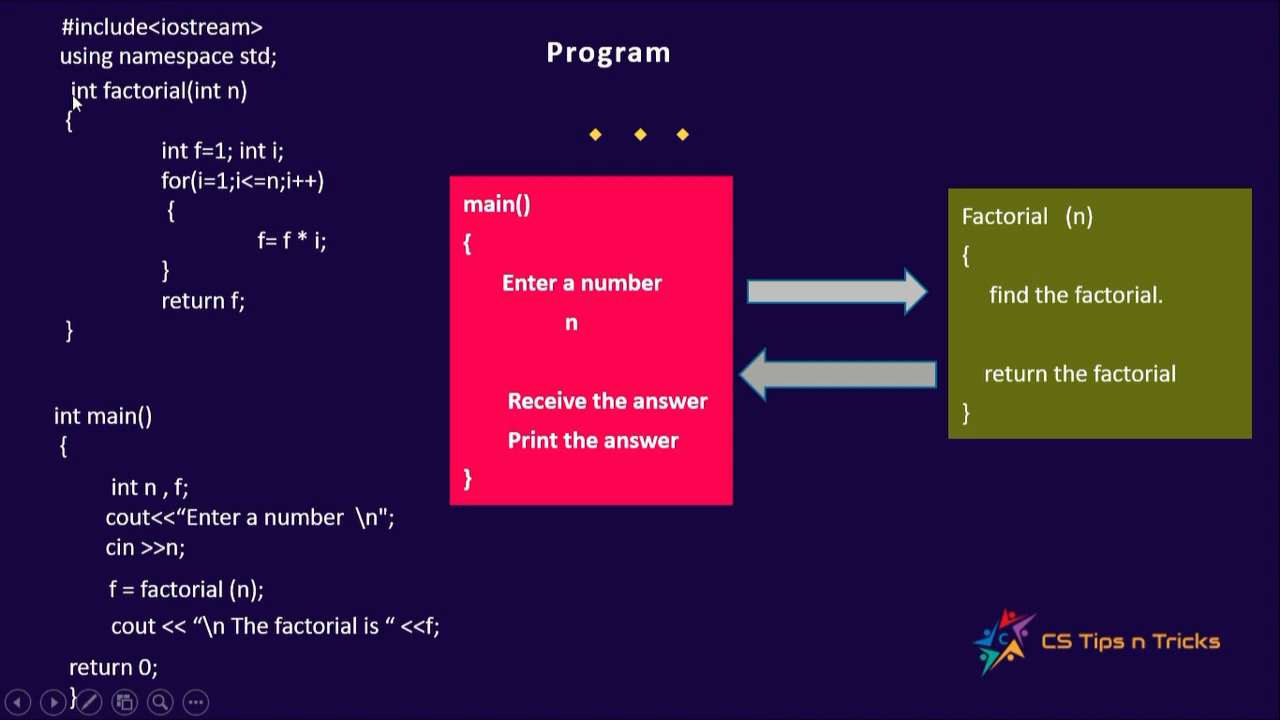 #include<iostream>
using namespace std;
int factorial(int n)
{
int f=1; int i;
for(i=1;i<=n;i++)
{
f= f * i;
}
return f;
}
int main()
{
int n , f;
cout<<“Enter a number \n";
cin >>n;
f = factorial (n);
cout << “\n The factorial is “ <<f;
return 0;
}
Program
main()
{
Enter a number
n
Receive the answer
Print the answer
}
Factorial (n)
{
find the factorial.
return the factorial
}
CS Tips n Tricks